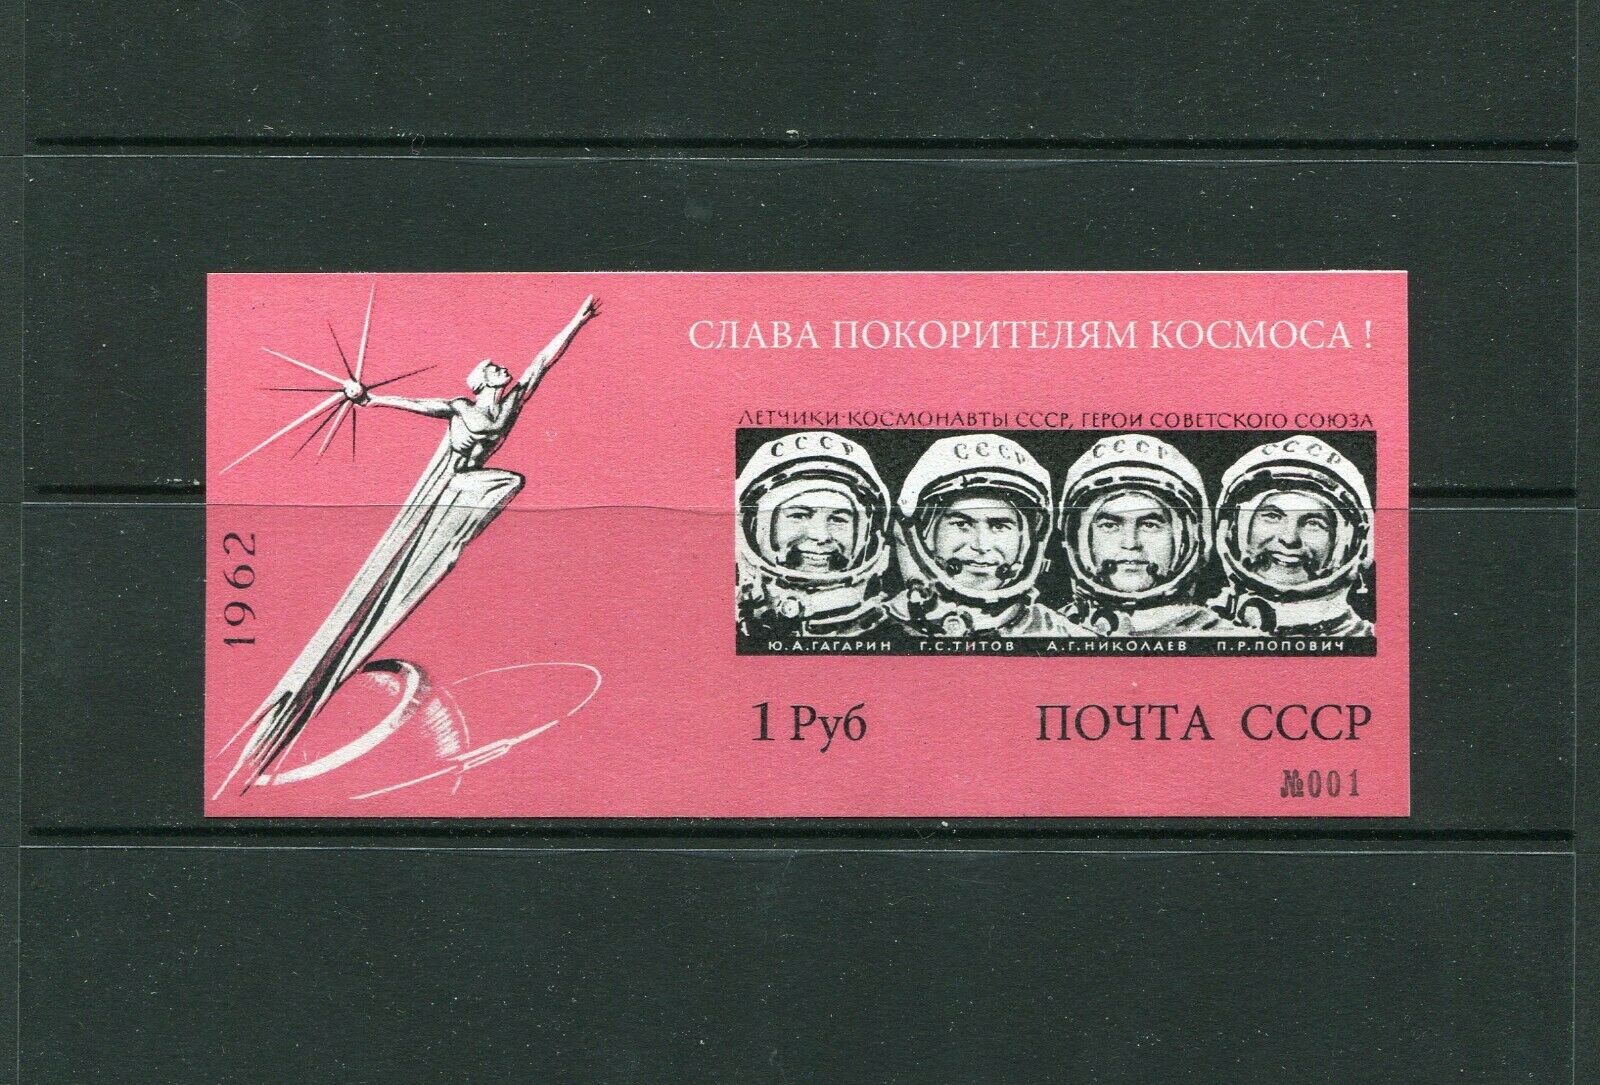 СЛАВА ПОКОРИТЕЛЯМ КОСМОСА !
ЛЕТЧИКИ-КОСМОНАВТЫ СССР, ГЕРОИ СОВЕТСКОГО СОЮЗА
СССР СССР СССР СССР
Ю.А.ГАГАРИН Г.С.ТИТОВ А.Г.НИКОЛАЕВ П.Р.ПОПОВИЧ
1962
1 Руб ПОЧТА СССР
№001